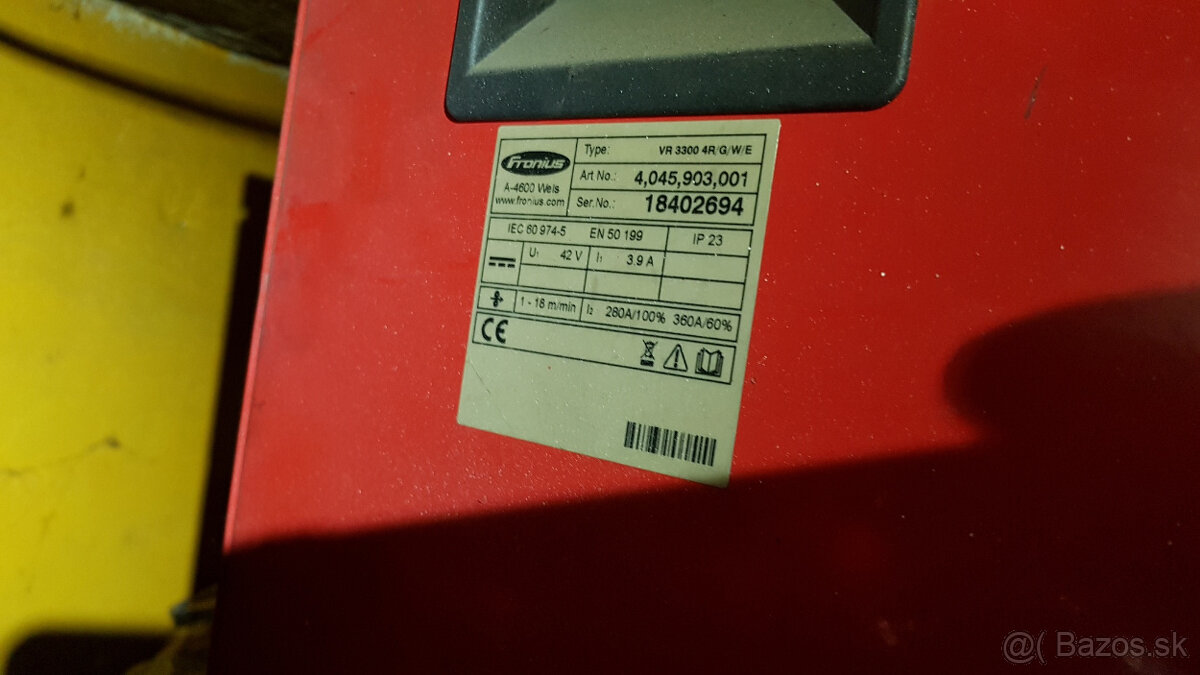 Fronius
A-4600 Wels
www.fronius.com
Type: VR 3300 4R/G/W/E
Art No.: 4,045,903,001
Ser.No.: 18402694
IEC 60 974-5 EN 50 199 IP 23
U1 42 V I1 3.9 A
1 - 18 m/min I2 280A/100% 360A/60%
CE
@( Bazos.sk